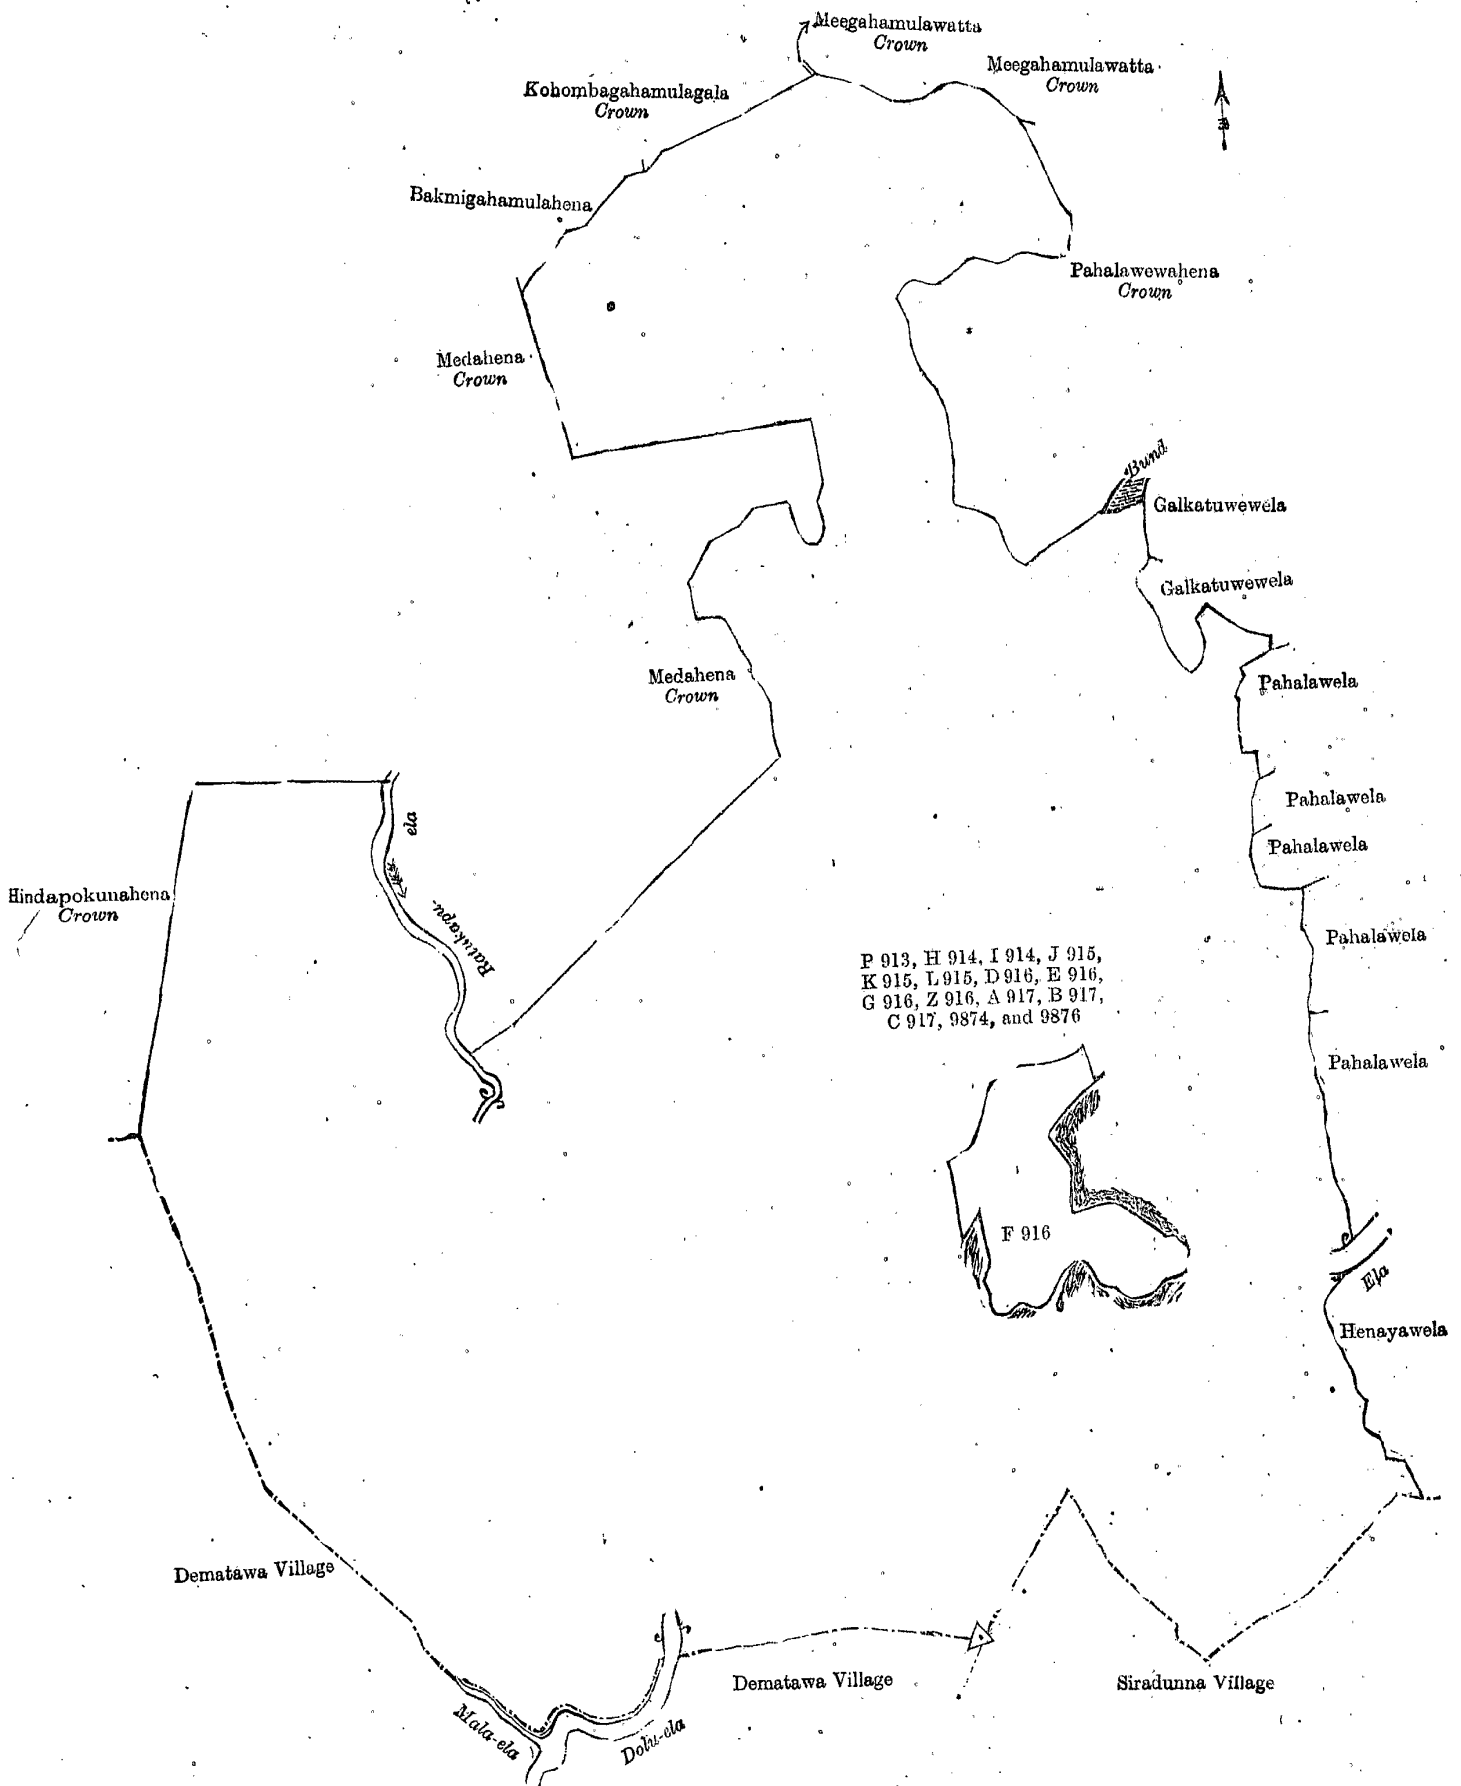 Meegahamulawatta
Crown
Meegahamulawatta
Crown
Kohombagahamulagala
Crown
Bakmigahamulahena
Pahalawewahena
Crown
Medahena
Crown
Bund
Galkatuwewela
Galkatuwewela
Medahena
Crown
Pahalawela
Pahalawela
ela
Pahalawela
Hindapokunahena
Crown
Ratukapu-
Pahalawela
P 913, H 914, I 914, J 915,
K 915, L 915, D 916, E 916,
G 916, Z 916, A 917, B 917,
C 917, 9874, and 9876
Pahalawela
F 916
Ela
Henayawela
Dematawa Village
Dematawa Village
Siradunna Village
Mala-ela
Dolu-ela